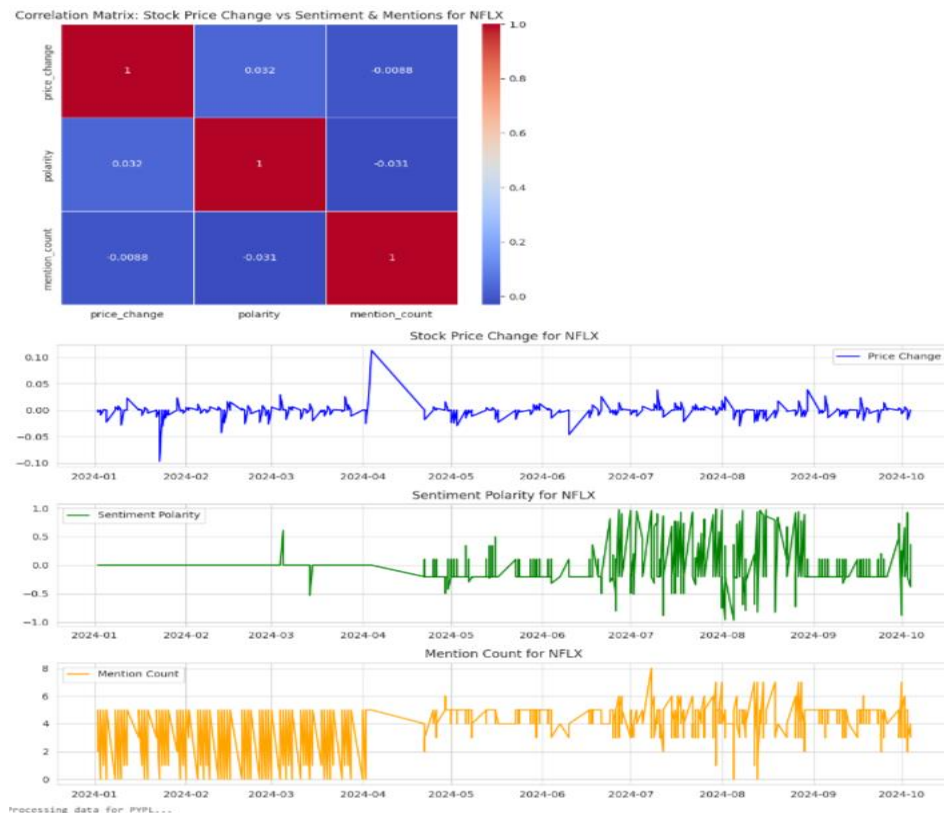 Correlation Matrix: Stock Price Change vs Sentiment & Mentions for NFLX
1.0
0.8
0.6
0.4
0.2
0.0
price_change
1
0.032
-0.0088
polarity
0.032
1
-0.031
mention_count
-0.0088
-0.031
1
price_change polarity mention_count
Stock Price Change for NFLX
Price Change
0.10
0.05
0.00
−0.05
−0.10
2024-01 2024-02 2024-03 2024-04 2024-05 2024-06 2024-07 2024-08 2024-09 2024-10
Sentiment Polarity for NFLX
Sentiment Polarity
1.0
0.5
0.0
−0.5
−1.0
2024-01 2024-02 2024-03 2024-04 2024-05 2024-06 2024-07 2024-08 2024-09 2024-10
Mention Count for NFLX
Mention Count
8
6
4
2
0
2024-01 2024-02 2024-03 2024-04 2024-05 2024-06 2024-07 2024-08 2024-09 2024-10
Processing data for PYPL...